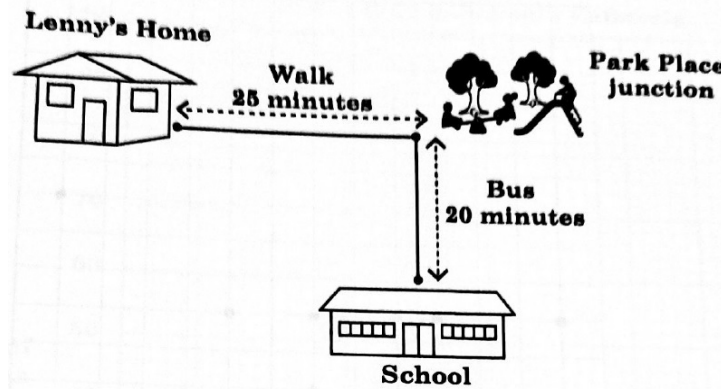 Lenny's Home
Walk
25 minutes
Park Place
junction
Bus
20 minutes
School